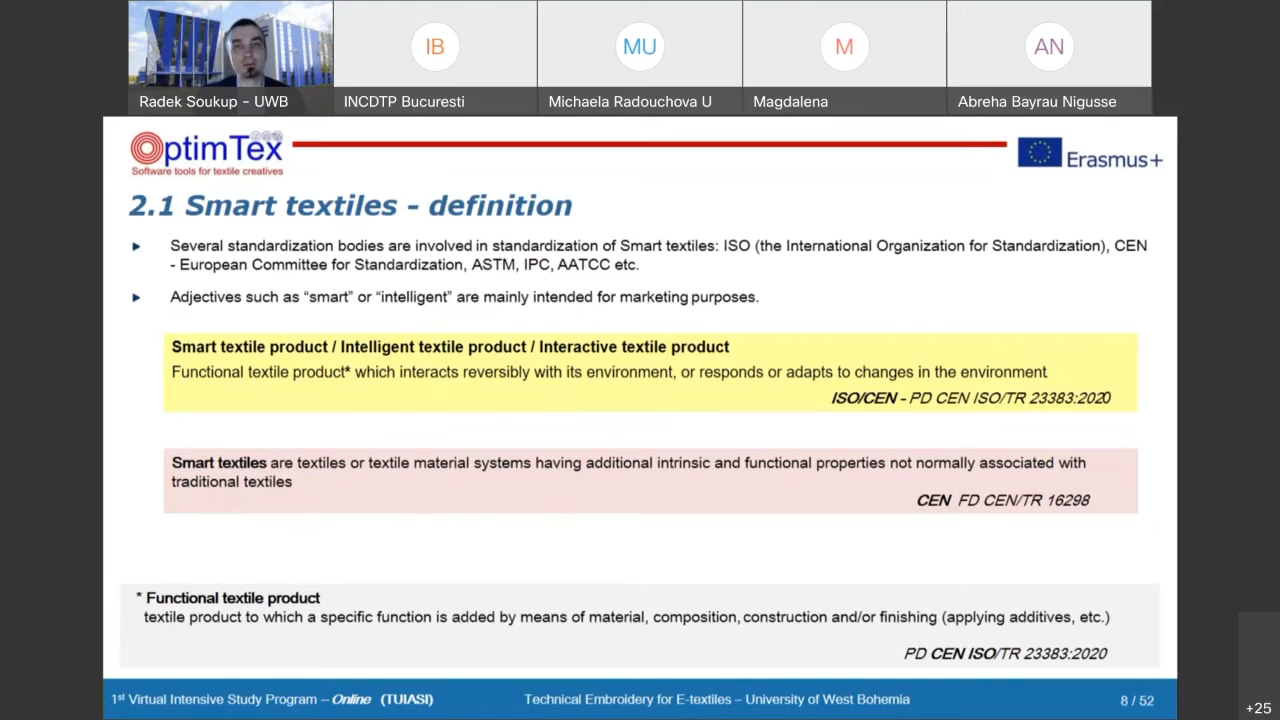 IB
MU
M
AN
Radek Soukup - UWB
INCDTP Bucuresti
Michaela Radouchova U
Magdalena
Abreha Bayrau Nigusse
OptimTex
Software tools for textile creatives
Erasmus+
2.1 Smart textiles - definition
Several standardization bodies are involved in standardization of Smart textiles: ISO (the International Organization for Standardization), CEN
- European Committee for Standardization, ASTM, IPC, AATCC etc.
Adjectives such as “smart” or “intelligent” are mainly intended for marketing purposes.
Smart textile product / Intelligent textile product / Interactive textile product
Functional textile product* which interacts reversibly with its environment, or responds or adapts to changes in the environment
ISO/CEN - PD CEN ISO/TR 23383:2020
Smart textiles are textiles or textile material systems having additional intrinsic and functional properties not normally associated with
traditional textiles
CEN FD CEN/TR 16298
* Functional textile product
textile product to which a specific function is added by means of material, composition, construction and/or finishing (applying additives, etc.)
PD CEN ISO/TR 23383:2020
1st Virtual Intensive Study Program – Online (TUIASI)
Technical Embroidery for E-textiles – University of West Bohemia
8 / 52
+25